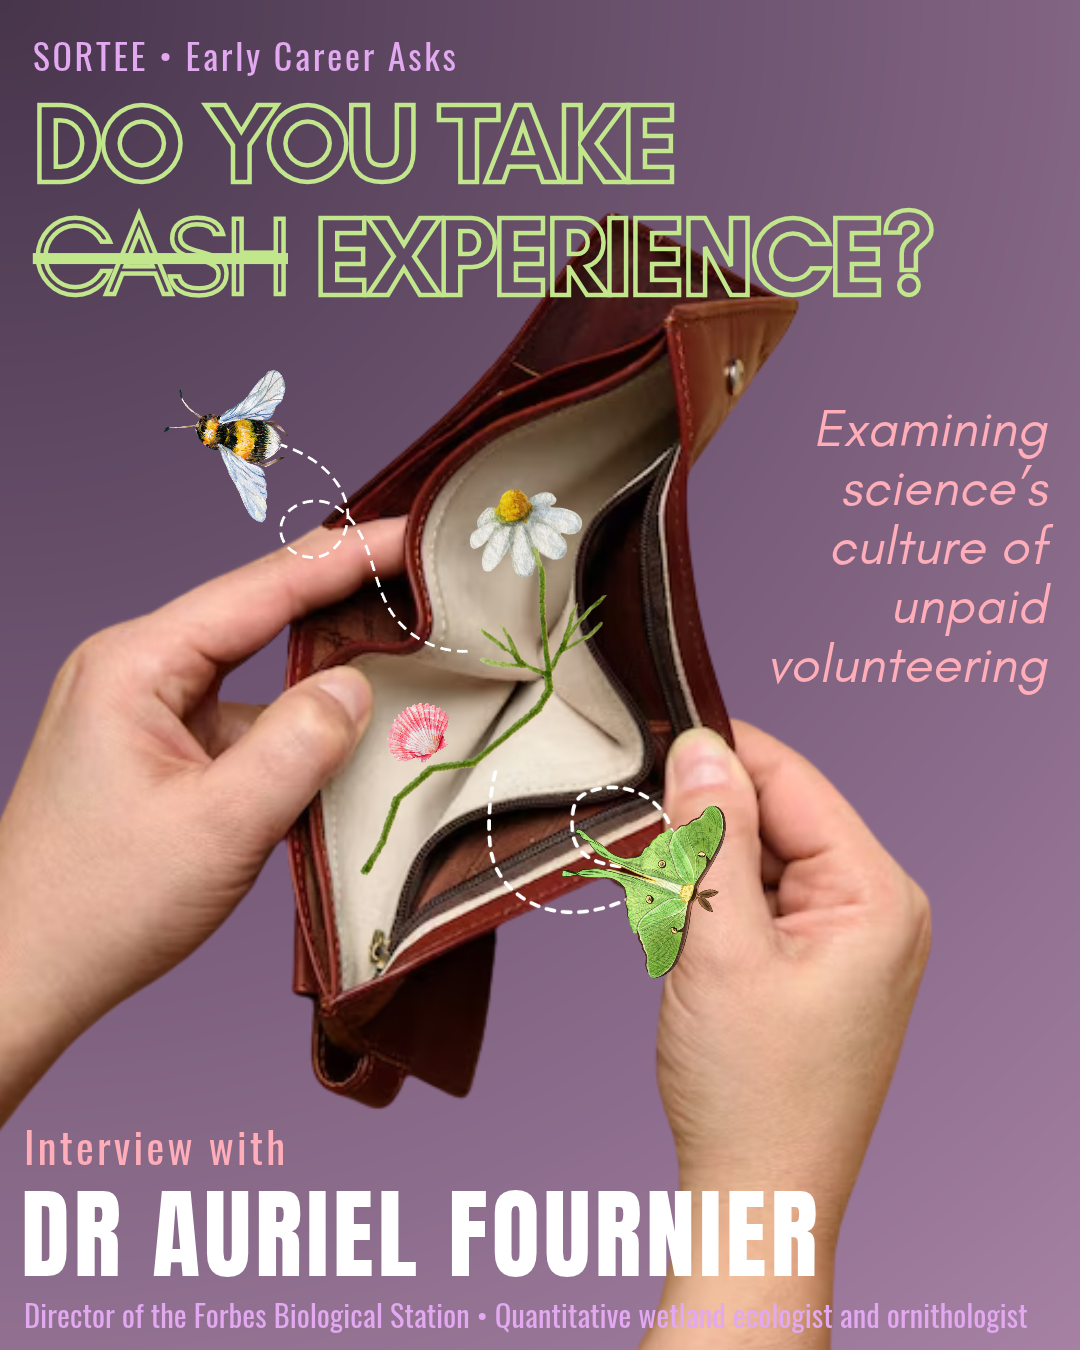 SORTEE • Early Career Asks
DO YOU TAKE
CASH EXPERIENCE?
Examining
science's
culture of
unpaid
volunteering
Interview with
DR AURIEL FOURNIER
Director of the Forbes Biological Station • Quantitative wetland ecologist and ornithologist